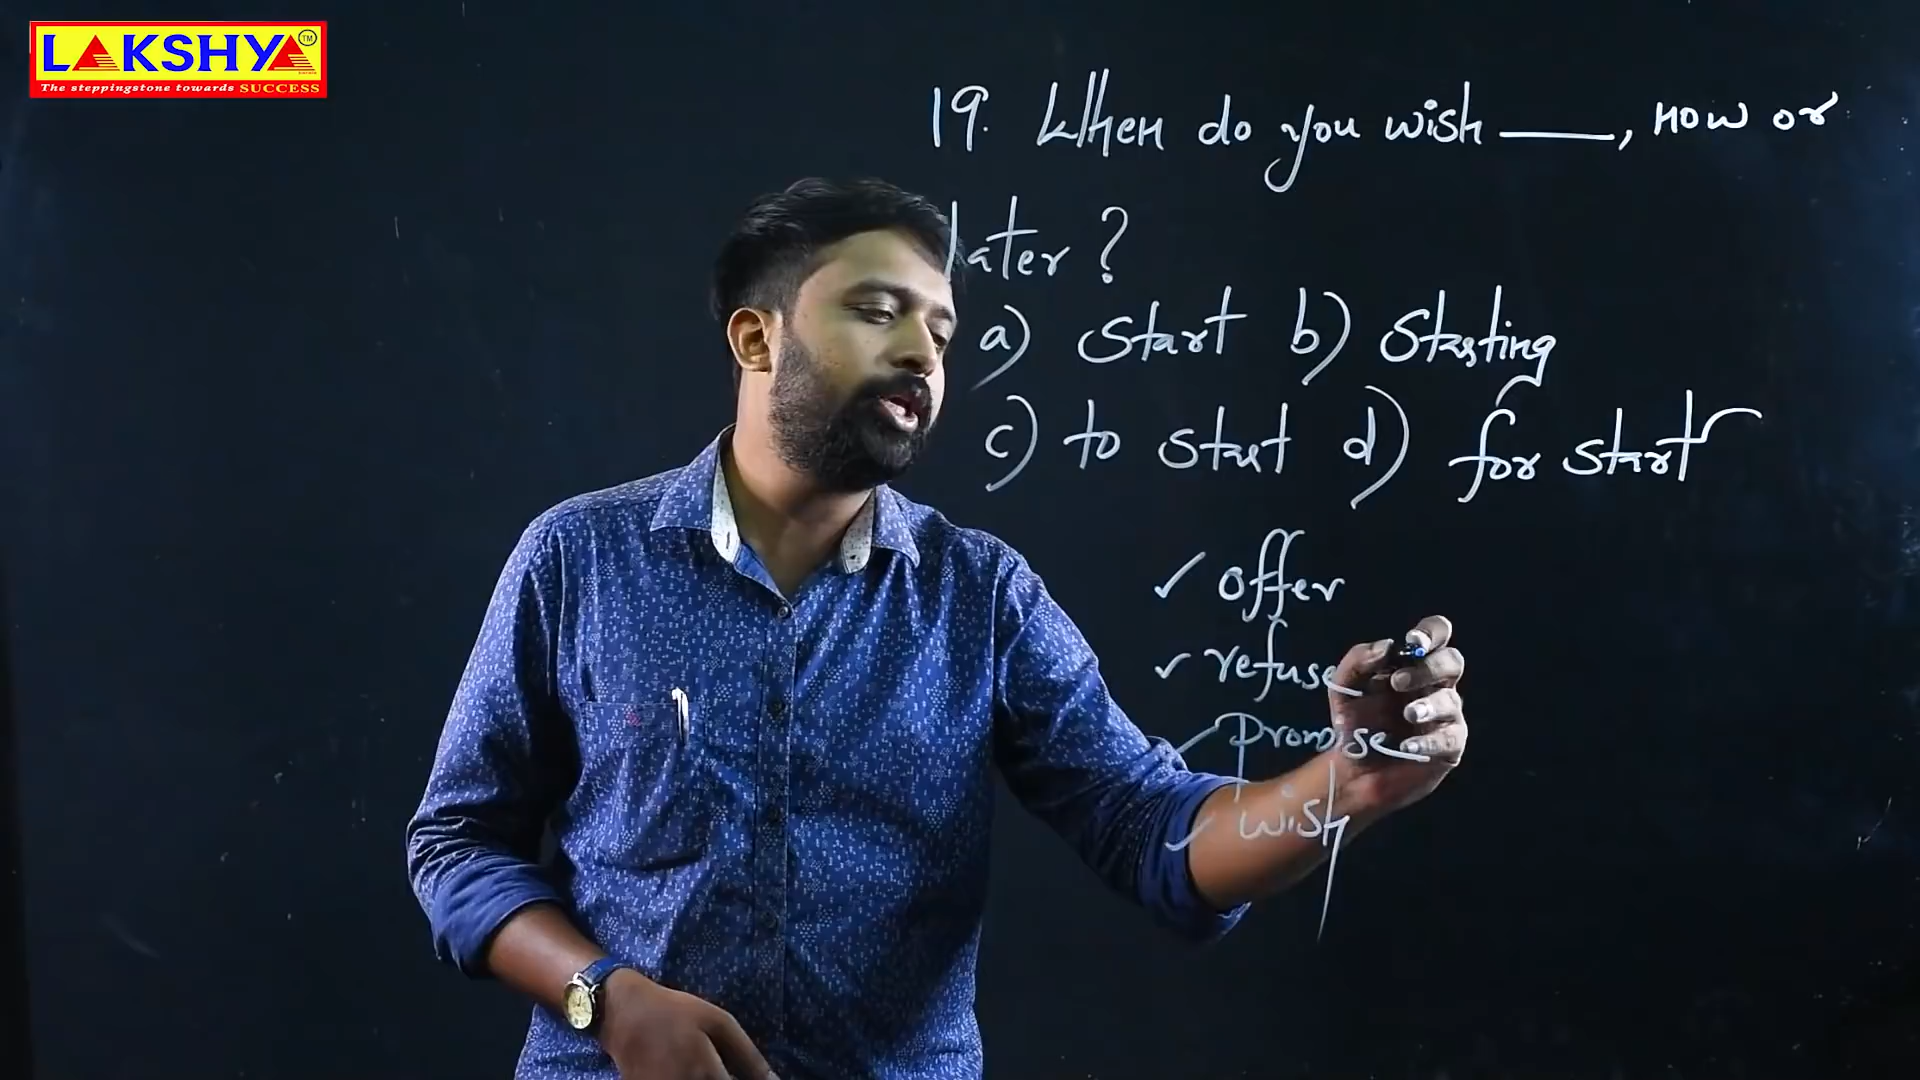 LAKSHYA TM
The steppingstone towards SUCCESS
19. When do you wish ____, now or
later ?
a) start b) starting
c) to start d) for start
✓ offer
✓ refuse
✓ promise
✓ wish